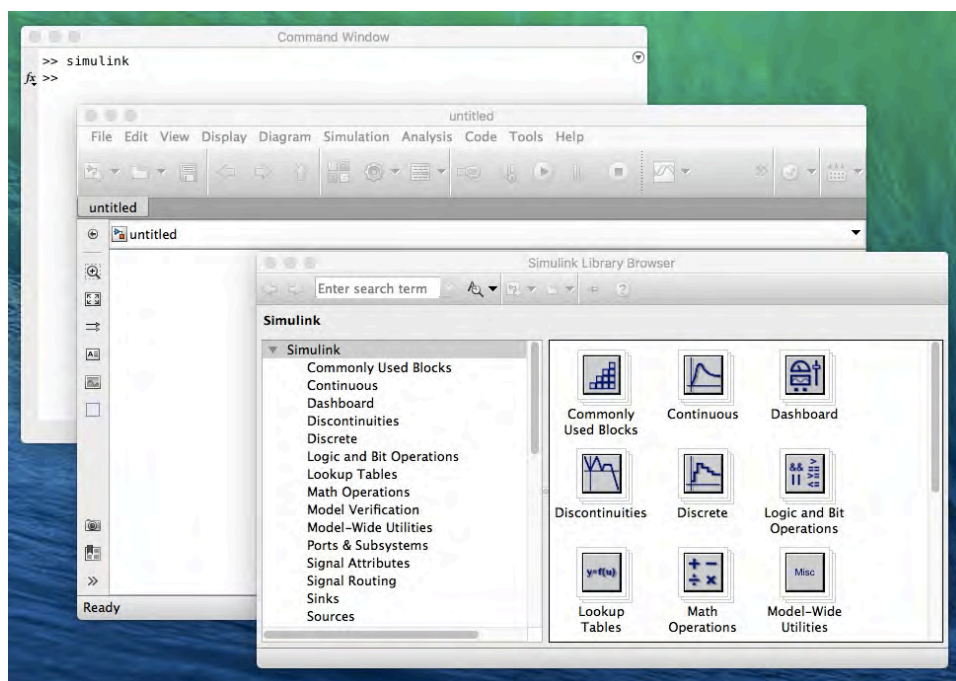 Command Window
>> simulink
fx >>
untitled
File Edit View Display Diagram Simulation Analysis Code Tools Help
untitled
untitled
Simulink Library Browser
Enter search term
Simulink
Simulink
Commonly Used Blocks
Continuous
Dashboard
Discontinuities
Discrete
Logic and Bit Operations
Lookup Tables
Math Operations
Model Verification
Model-Wide Utilities
Ports & Subsystems
Signal Attributes
Signal Routing
Sinks
Sources
Commonly
Used Blocks
Continuous
Dashboard
Discontinuities
Discrete
Logic and Bit
Operations
y=f(u)
Misc
Lookup
Tables
Math
Operations
Model-Wide
Utilities
Ready